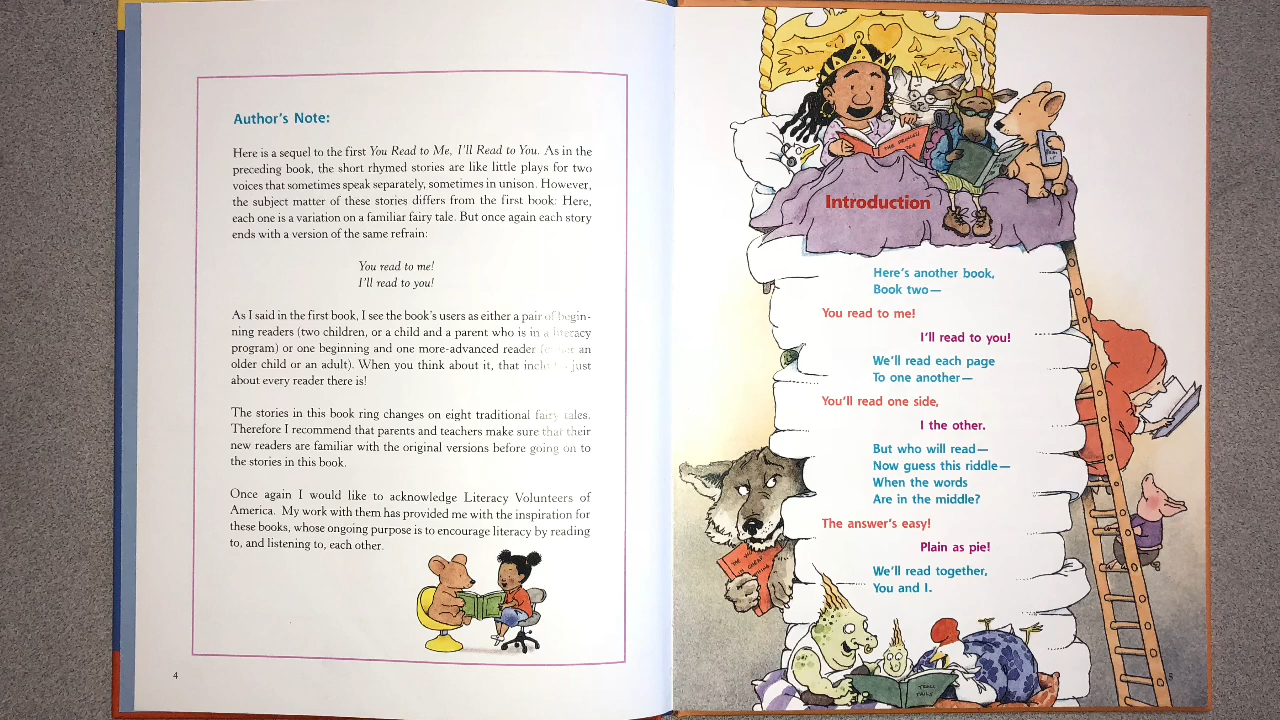 Author's Note:
Here is a sequel to the first You Read to Me, I'll Read to You. As in the
preceding book, the short rhymed stories are like little plays for two
voices that sometimes speak separately, sometimes in unison. However,
the subject matter of these stories differs from the first book: Here,
each one is a variation on a familiar fairy tale. But once again each story
ends with a version of the same refrain:
You read to me!
I'll read to you!
As I said in the first book, I see the book's users as either a pair of begin-
ning readers (two children, or a child and a parent who is in a literacy
program) or one beginning and one more-advanced reader (either an
older child or an adult). When you think about it, that includes just
about every reader there is!
The stories in this book ring changes on eight traditional fairy tales.
Therefore I recommend that parents and teachers make sure that their
new readers are familiar with the original versions before going on to
the stories in this book.
Once again I would like to acknowledge Literacy Volunteers of
America. My work with them has provided me with the inspiration for
these books, whose ongoing purpose is to encourage literacy by reading
to, and listening to, each other.
4
Introduction
Here's another book,
Book two—
You read to me!
I'll read to you!
We'll read each page
To one another—
You'll read one side,
I the other.
But who will read—
Now guess this riddle—
When the words
Are in the middle?
The answer's easy!
Plain as pie!
We'll read together,
You and I.
TROLL
TAILS
5